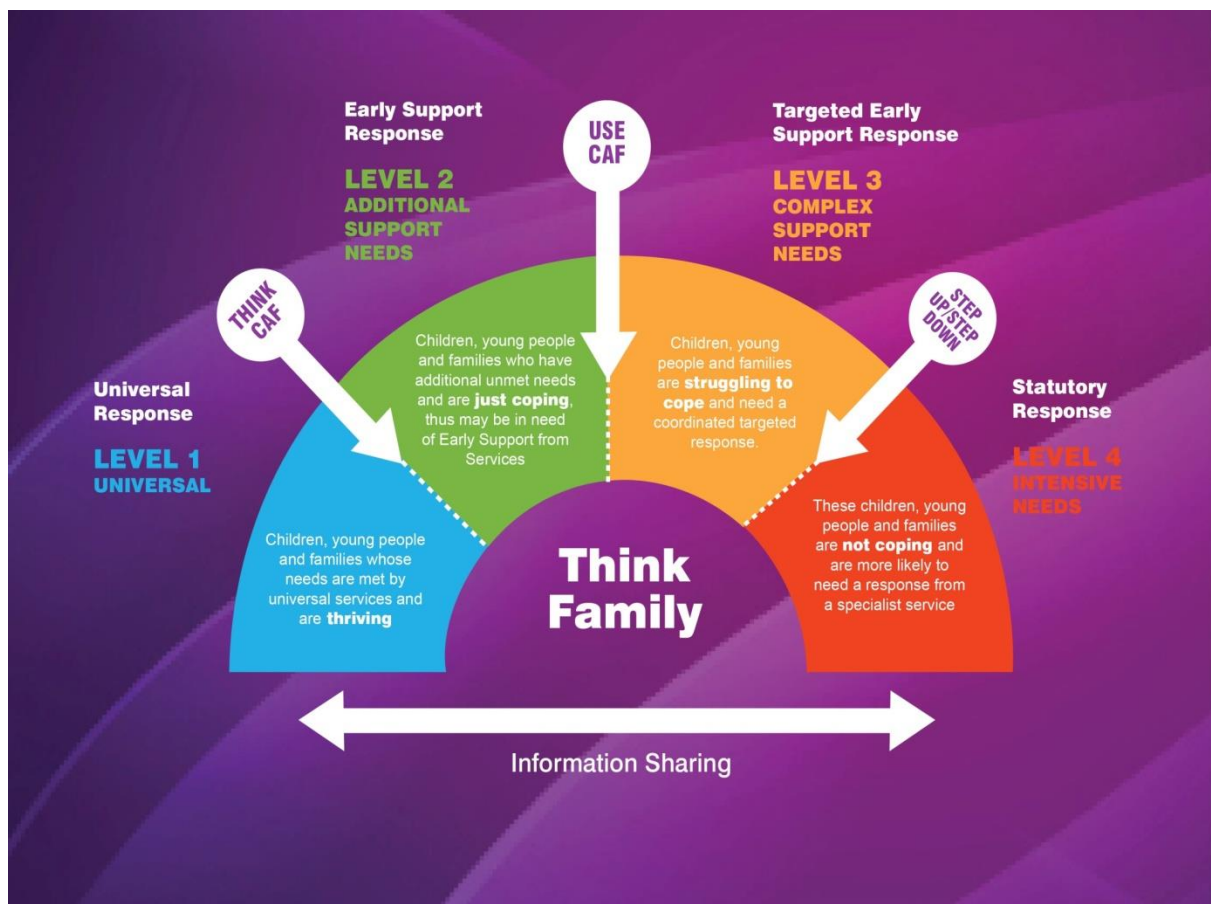 Universal
Response
LEVEL 1
UNIVERSAL
Children, young people
and families whose
needs are met by
universal services and
are thriving
THINK
CAF
Early Support
Response
LEVEL 2
ADDITIONAL
SUPPORT
NEEDS
Children, young people
and families who have
additional unmet needs
and are just coping,
thus may be in need
of Early Support from
Services
USE
CAF
Targeted Early
Support Response
LEVEL 3
COMPLEX
SUPPORT
NEEDS
Children, young
people and families
are struggling to
cope and need a
coordinated targeted
response.
STEP
UP/STEP
DOWN
Statutory
Response
LEVEL 4
INTENSIVE
NEEDS
These children, young
people and families
are not coping and
are more likely to
need a response from
a specialist service
Think
Family
Information Sharing